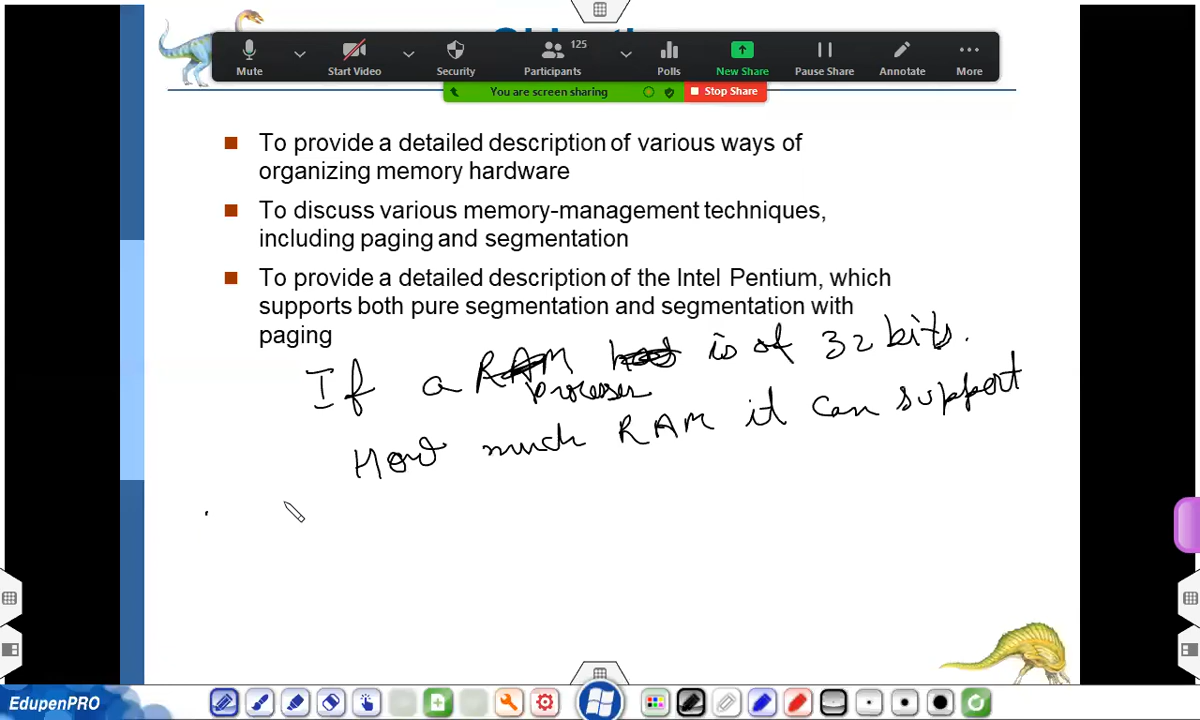 Mute
Start Video
Security
Participants
125
Polls
New Share
Pause Share
Annotate
More
You are screen sharing
Stop Share
To provide a detailed description of various ways of
organizing memory hardware
To discuss various memory-management techniques,
including paging and segmentation
To provide a detailed description of the Intel Pentium, which
supports both pure segmentation and segmentation with
paging
If a processer is of 32 bits.
How much RAM it can support
EdupenPRO